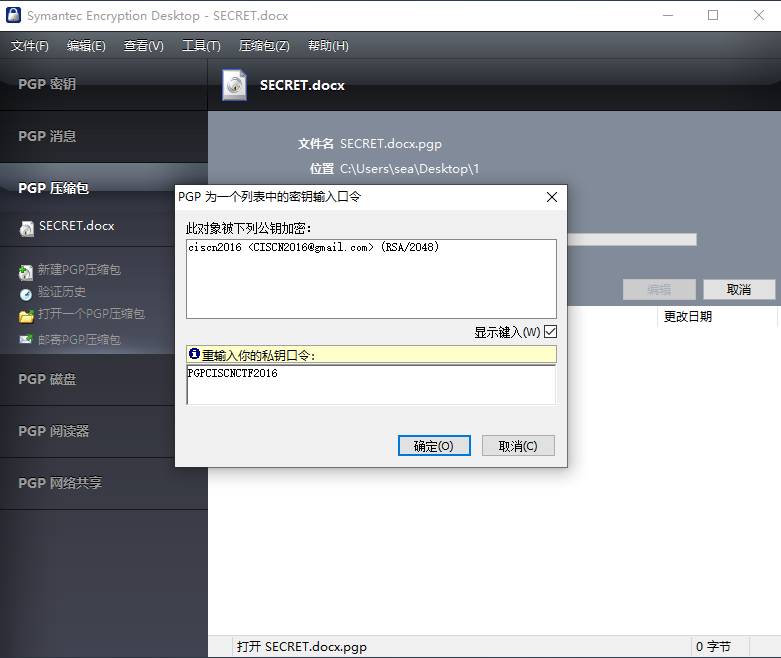 Symantec Encryption Desktop - SECRET.docx
文件(F) 编辑(E) 查看(V) 工具(T) 压缩包(Z) 帮助(H)
PGP 密钥
SECRET.docx
PGP 消息
文件名 SECRET.docx.pgp
位置 C:\Users\sea\Desktop\1
PGP 压缩包
PGP 为一个列表中的密钥输入口令
SECRET.docx
此对象被下列公钥加密:
ciscn2016 <CISCN2016@gmail.com> (RSA/2048)
新建PGP压缩包
验证历史
打开一个PGP压缩包
邮寄PGP压缩包
编辑 取消
更改日期
显示键入(W)
重输入你的私钥口令:
PGPCISCNCTF2016
PGP 磁盘
PGP 阅读器
确定(O) 取消(C)
PGP 网络共享
打开 SECRET.docx.pgp 0 字节